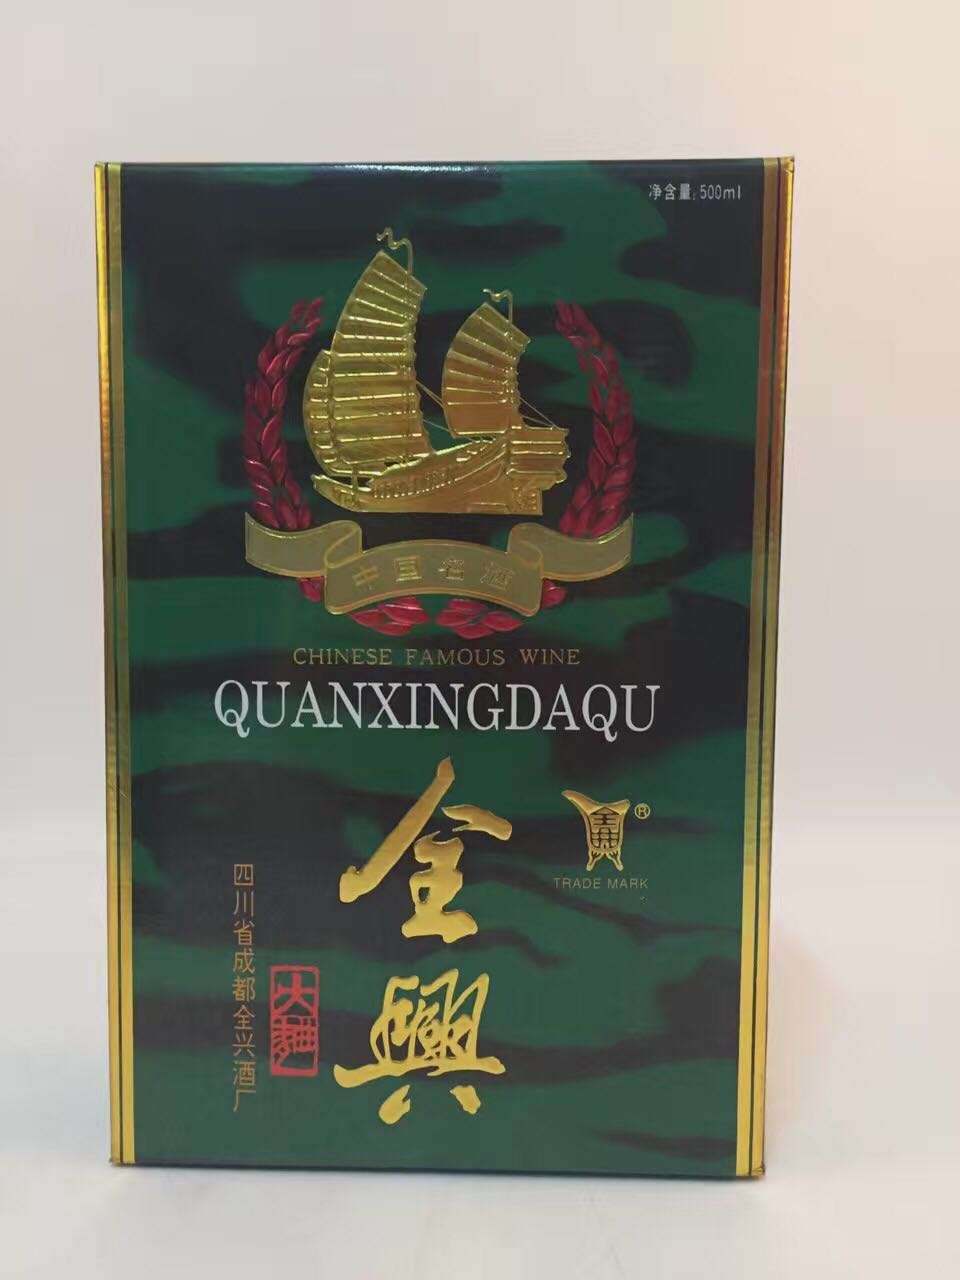 净含量:500ml
中国名酒
CHINESE FAMOUS WINE
QUANXINGDAQU
全興
®
TRADE MARK
大麯
四川省成都全兴酒厂